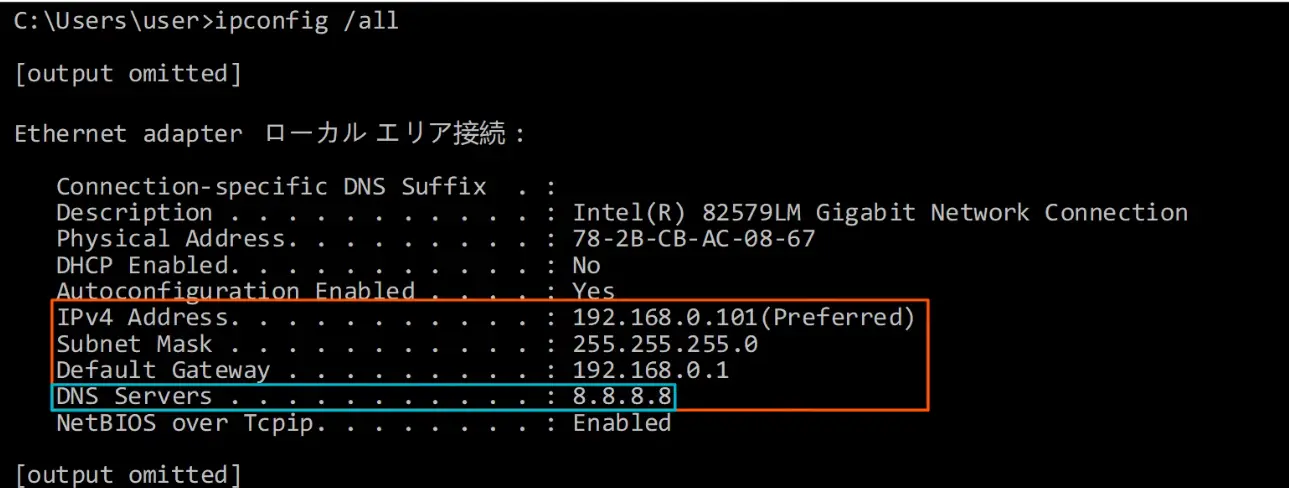 C:\Users\user>ipconfig /all
[output omitted]
Ethernet adapter ローカル エリア接続 :
Connection-specific DNS Suffix . :
Description . . . . . . . . . . . : Intel(R) 82579LM Gigabit Network Connection
Physical Address. . . . . . . . . : 78-2B-CB-AC-08-67
DHCP Enabled. . . . . . . . . . . : No
Autoconfiguration Enabled . . . . : Yes
IPv4 Address. . . . . . . . . . . : 192.168.0.101(Preferred)
Subnet Mask . . . . . . . . . . . : 255.255.255.0
Default Gateway . . . . . . . . . : 192.168.0.1
DNS Servers . . . . . . . . . . . : 8.8.8.8
NetBIOS over Tcpip. . . . . . . . : Enabled
[output omitted]